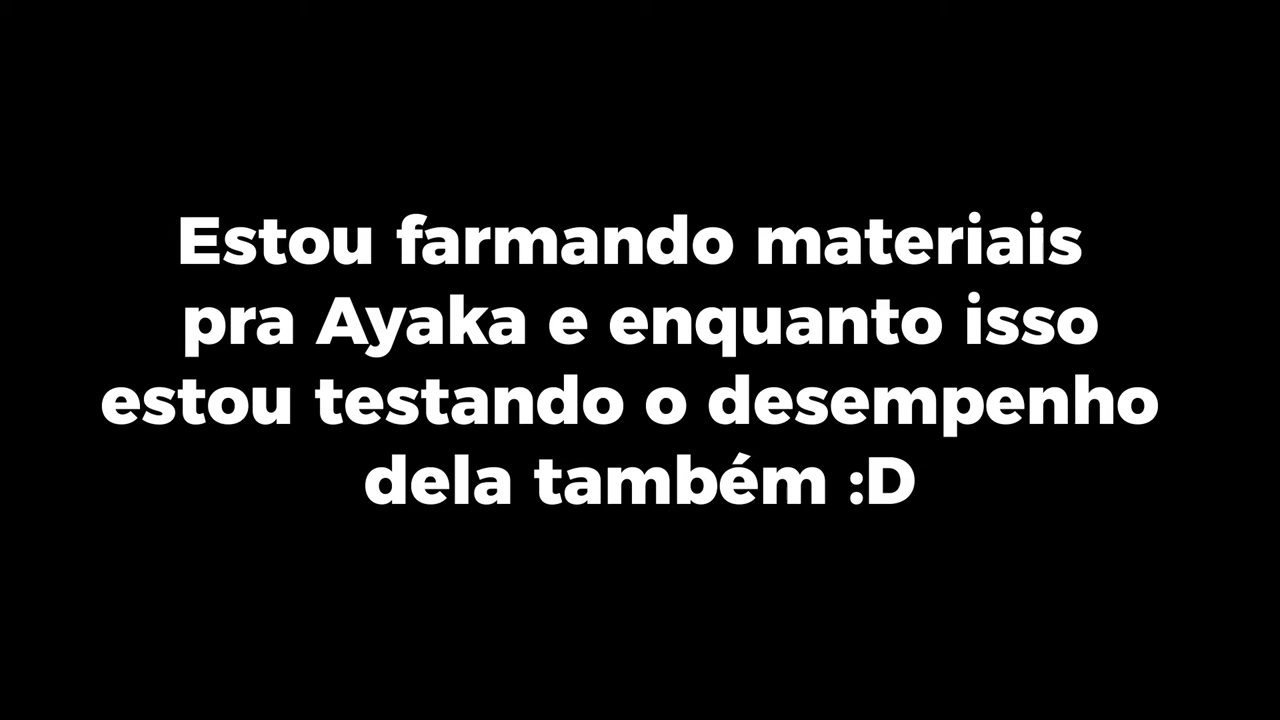 Estou farmando materiais
pra Ayaka e enquanto isso
estou testando o desempenho
dela também :D